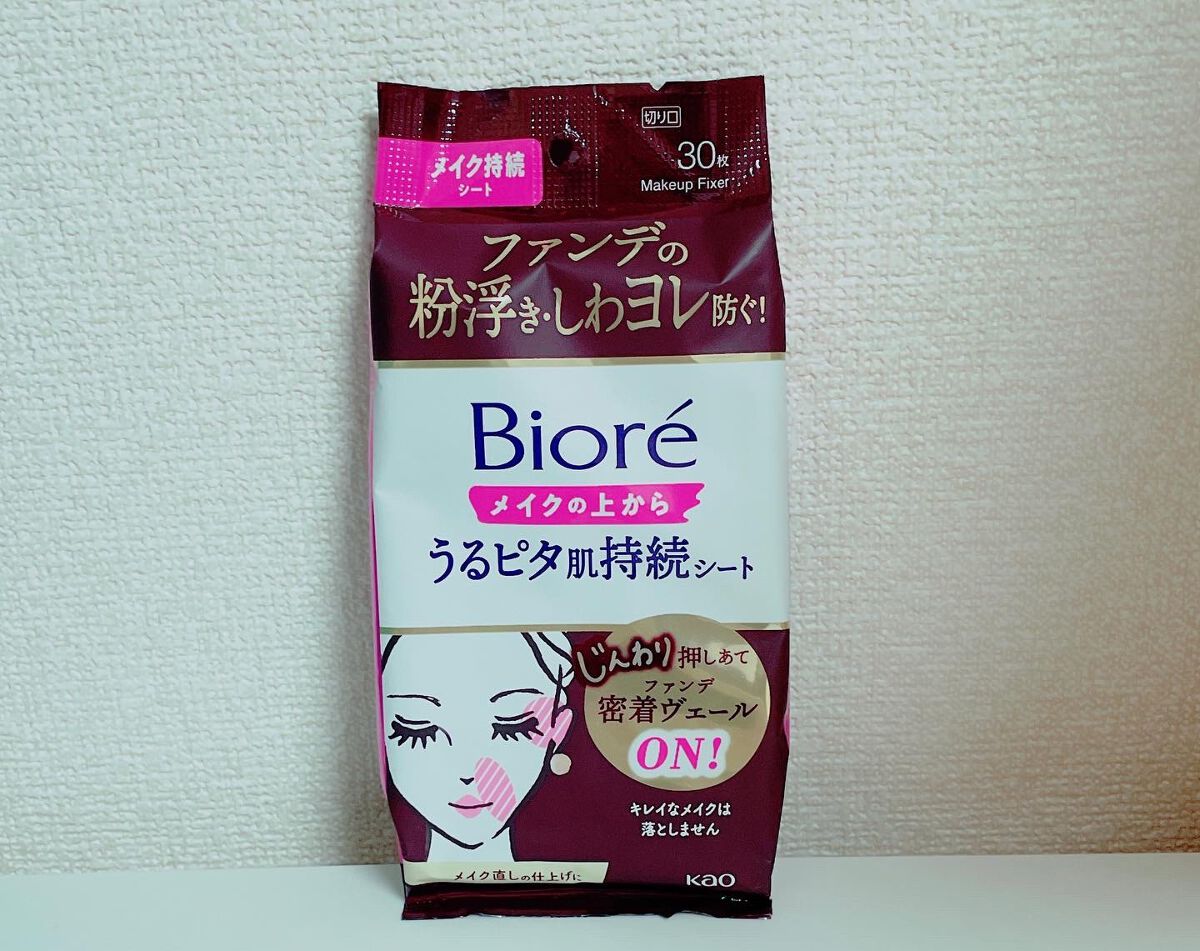 切り口
メイク持続
シート
30枚
Makeup Fixer
ファンデの
粉浮き・しわヨレ防ぐ!
Bioré
メイクの上から
うるピタ肌持続シート
じんわり押しあて
ファンデ
密着ヴェール
ON!
キレイなメイクは
落としません
メイク直しの仕上げに
Kao